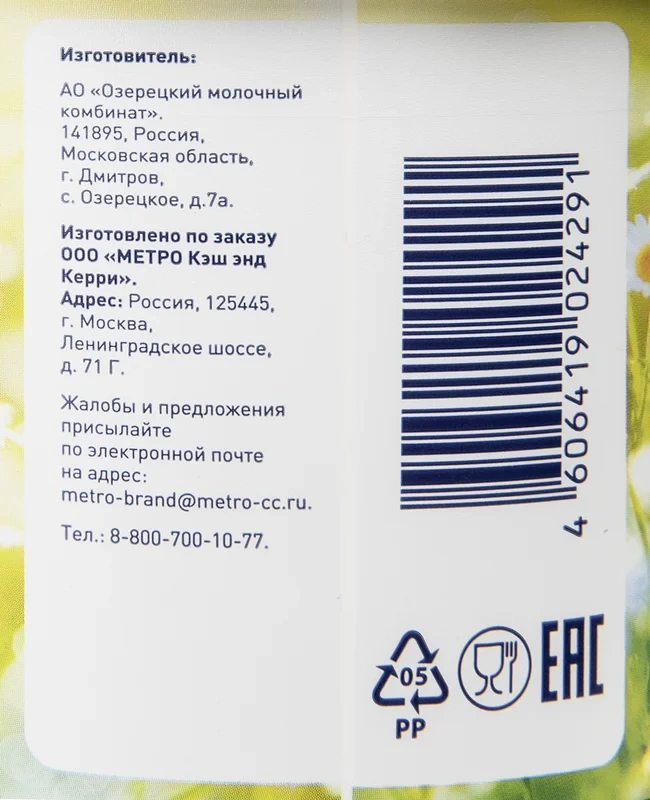 Изготовитель:
АО «Озерецкий молочный
комбинат».
141895, Россия,
Московская область,
г. Дмитров,
с. Озерецкое, д.7а.
Изготовлено по заказу
ООО «МЕТРО Кэш энд
Керри».
Адрес: Россия, 125445,
г. Москва,
Ленинградское шоссе,
д. 71 Г.
Жалобы и предложения
присылайте
по электронной почте
на адрес:
metro-brand@metro-cc.ru.
Тел.: 8-800-700-10-77.
4 606419 024291
05
PP
EAC